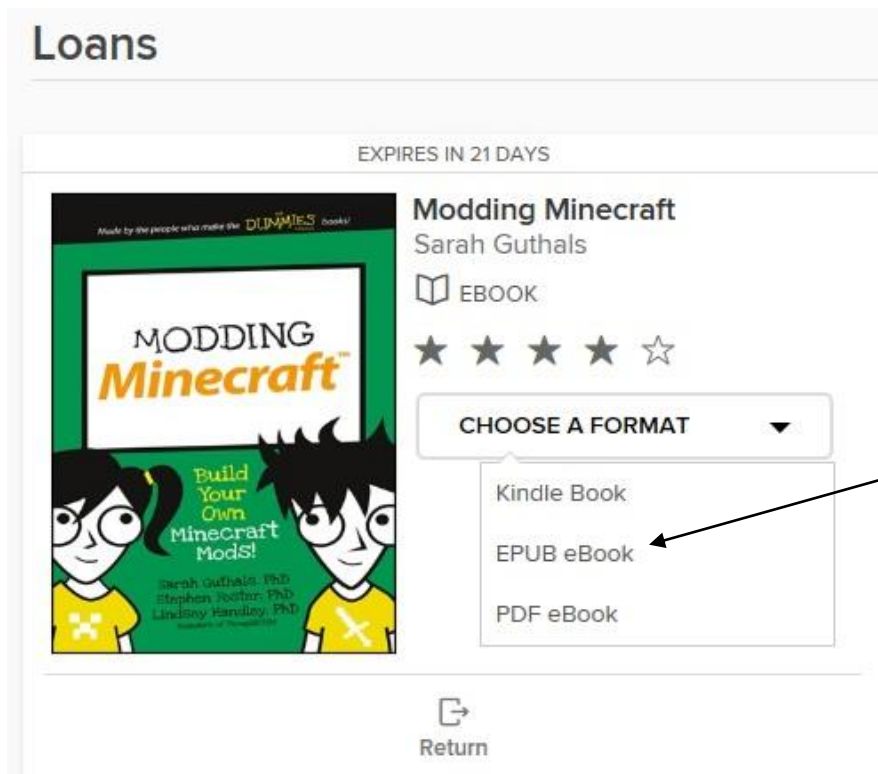 Loans
EXPIRES IN 21 DAYS
Made by the people who make the DUMMIES books!
MODDING
Minecraft™
Build
Your
Own
Minecraft
Mods!
Sarah Guthals, PhD
Stephen Foster, PhD
Lindsey Handley, PhD
Modding Minecraft
Sarah Guthals
EBOOK
CHOOSE A FORMAT
Kindle Book
EPUB eBook
PDF eBook
Return